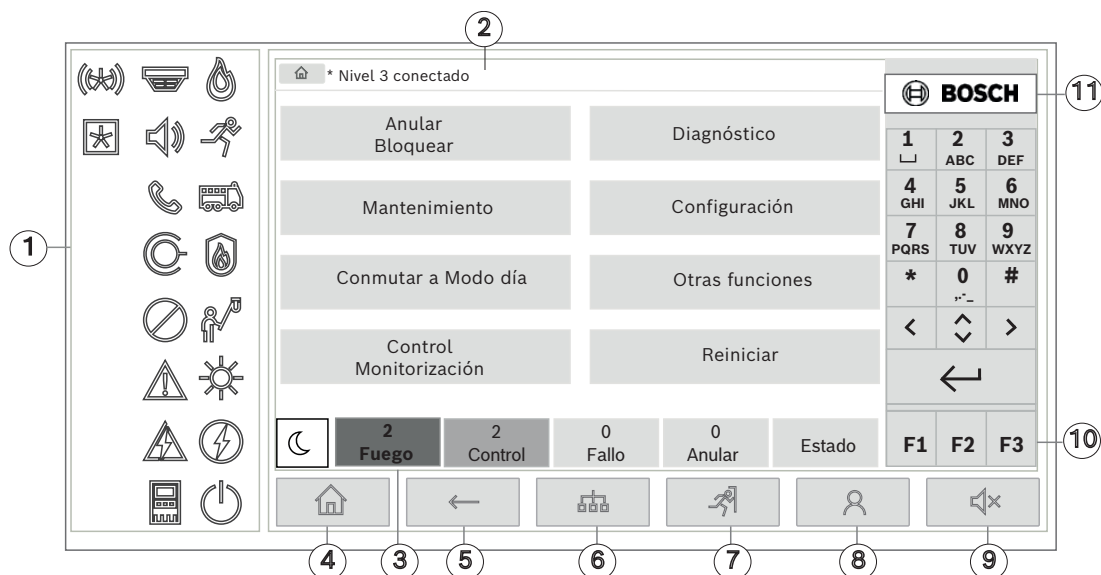 2
* Nivel 3 conectado
BOSCH
11
Anular
Bloquear
Diagnóstico
Mantenimiento
Configuración
Conmutar a Modo día
Otras funciones
Control
Monitorización
Reiniciar
1 2 3
ABC DEF
4 5 6
GHI JKL MNO
7 8 9
PQRS TUV WXYZ
* 0 #
,.-_
< >
1
2 2 0 0
Fuego Control Fallo Anular Estado
F1 F2 F3
10
4 3 5 6 7 8 9